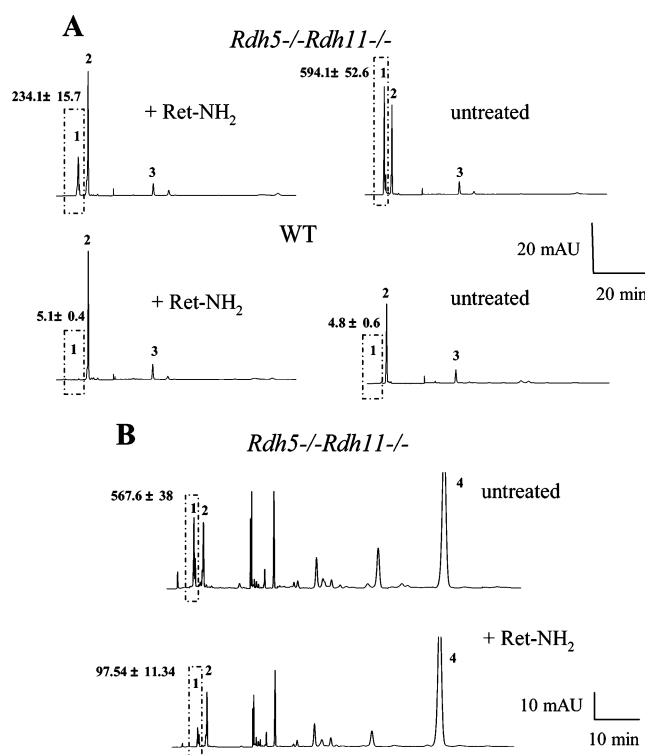 A
Rdh5-/-Rdh11-/-
2
234.1± 15.7
+ Ret-NH2
1
3
594.1± 52.6
1
2
untreated
3
WT
2
5.1± 0.4
+ Ret-NH2
1
3
2
untreated
4.8 ± 0.6
1
3
20 mAU
20 min
B
Rdh5-/-Rdh11-/-
567.6 ± 38
1
2
4
untreated
+ Ret-NH2
97.54 ± 11.34
1
2
4
10 mAU
10 min